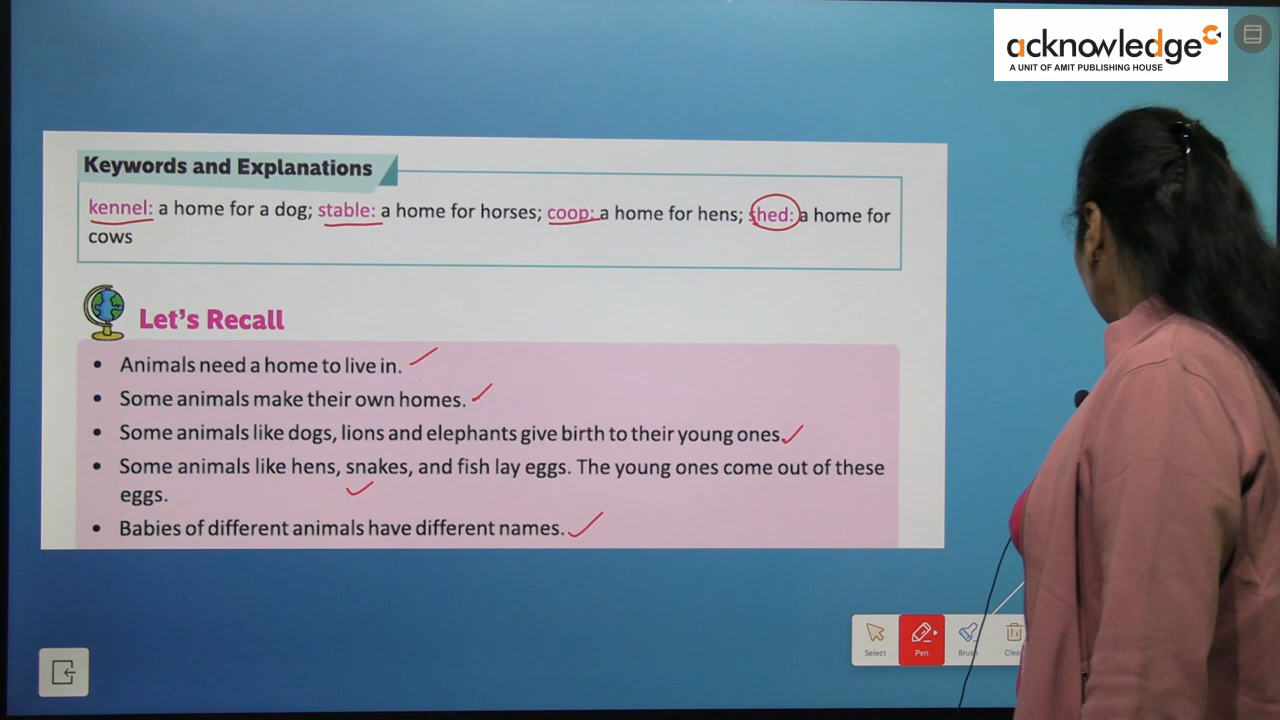 acknowledge
A UNIT OF AMIT PUBLISHING HOUSE
Keywords and Explanations
kennel: a home for a dog; stable: a home for horses; coop: a home for hens; shed: a home for
cows
Let's Recall
• Animals need a home to live in.
• Some animals make their own homes.
• Some animals like dogs, lions and elephants give birth to their young ones.
• Some animals like hens, snakes, and fish lay eggs. The young ones come out of these
eggs.
• Babies of different animals have different names.
Select Pen Brush Clear